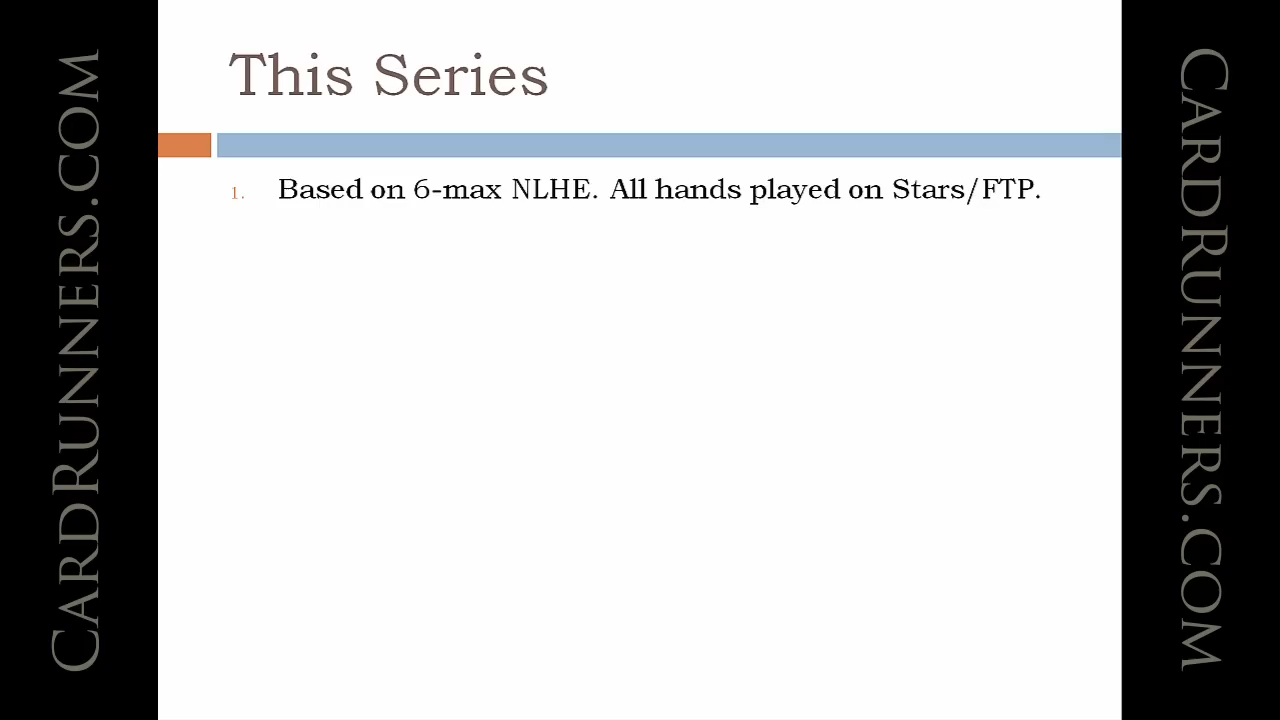 CARDRUNNERS.COM
This Series
1. Based on 6-max NLHE. All hands played on Stars/FTP.
CARDRUNNERS.COM